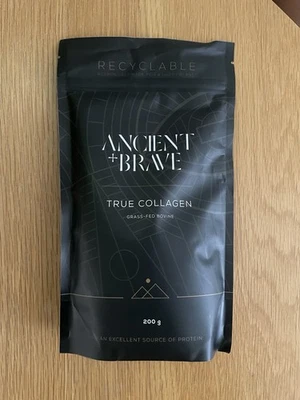 RECYCLABLE
ANCIENT
+BRAVE
TRUE COLLAGEN
GRASS-FED BOVINE
200 g
AN EXCELLENT SOURCE OF PROTEIN